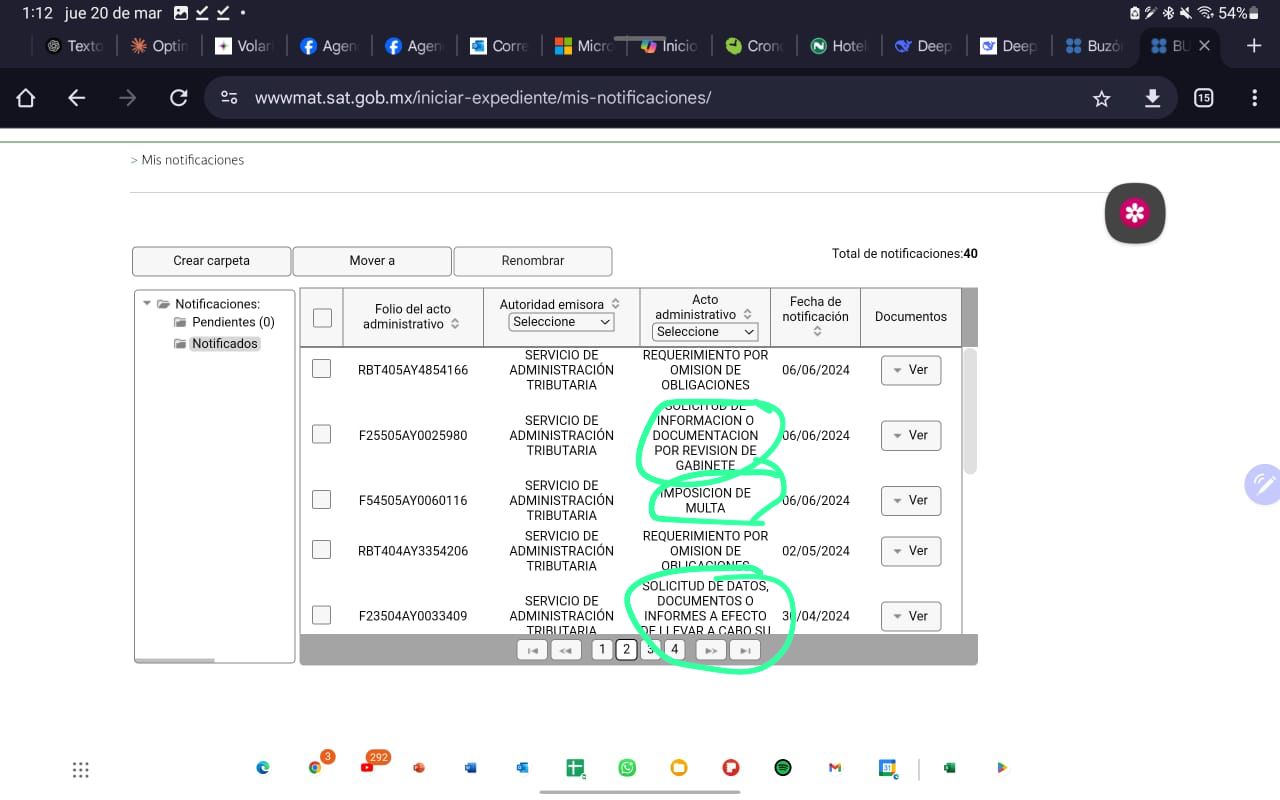 1:12 jue 20 de mar
54%
Texto
Optin
Volar
Agen
Agen
Corre
Micro
Inicio
Cron
Hotel
Deep
Deep
Buzó
BU
wwwmat.sat.gob.mx/iniciar-expediente/mis-notificaciones/
15
> Mis notificaciones
Crear carpeta
Mover a
Renombrar
Total de notificaciones:40
Notificaciones:
Pendientes (0)
Notificados
Folio del acto
administrativo
Autoridad emisora
Seleccione
Acto
administrativo
Seleccione
Fecha de
notificación
Documentos
RBT405AY4854166
SERVICIO DE
ADMINISTRACIÓN
TRIBUTARIA
REQUERIMIENTO POR
OMISION DE
OBLIGACIONES
06/06/2024
Ver
F25505AY0025980
SERVICIO DE
ADMINISTRACIÓN
TRIBUTARIA
SOLICITUD DE
INFORMACION O
DOCUMENTACION
POR REVISION DE
GABINETE
06/06/2024
Ver
F54505AY0060116
SERVICIO DE
ADMINISTRACIÓN
TRIBUTARIA
IMPOSICION DE
MULTA
06/06/2024
Ver
RBT404AY3354206
SERVICIO DE
ADMINISTRACIÓN
TRIBUTARIA
REQUERIMIENTO POR
OMISION DE
OBLIGACIONES
02/05/2024
Ver
F23504AY0033409
SERVICIO DE
ADMINISTRACIÓN
TRIBUTARIA
SOLICITUD DE DATOS,
DOCUMENTOS O
INFORMES A EFECTO
DE LLEVAR A CABO SU
30/04/2024
Ver
1 2 3 4
3
292
31